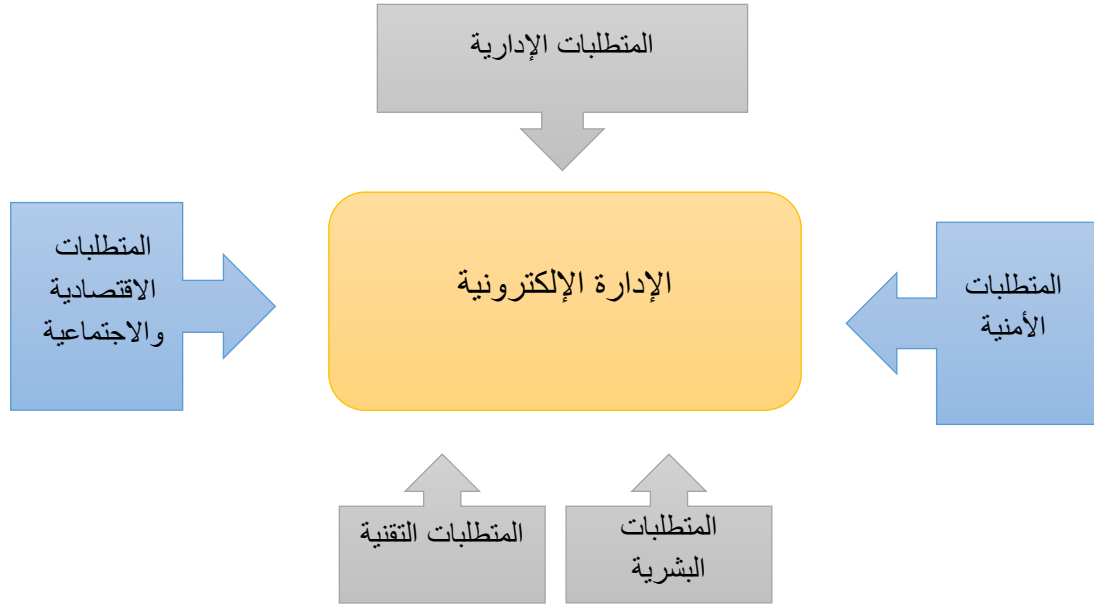 المتطلبات الإدارية
الإدارة الإلكترونية
المتطلبات
الأمنية
المتطلبات
الاقتصادية
والاجتماعية
المتطلبات
البشرية
المتطلبات التقنية